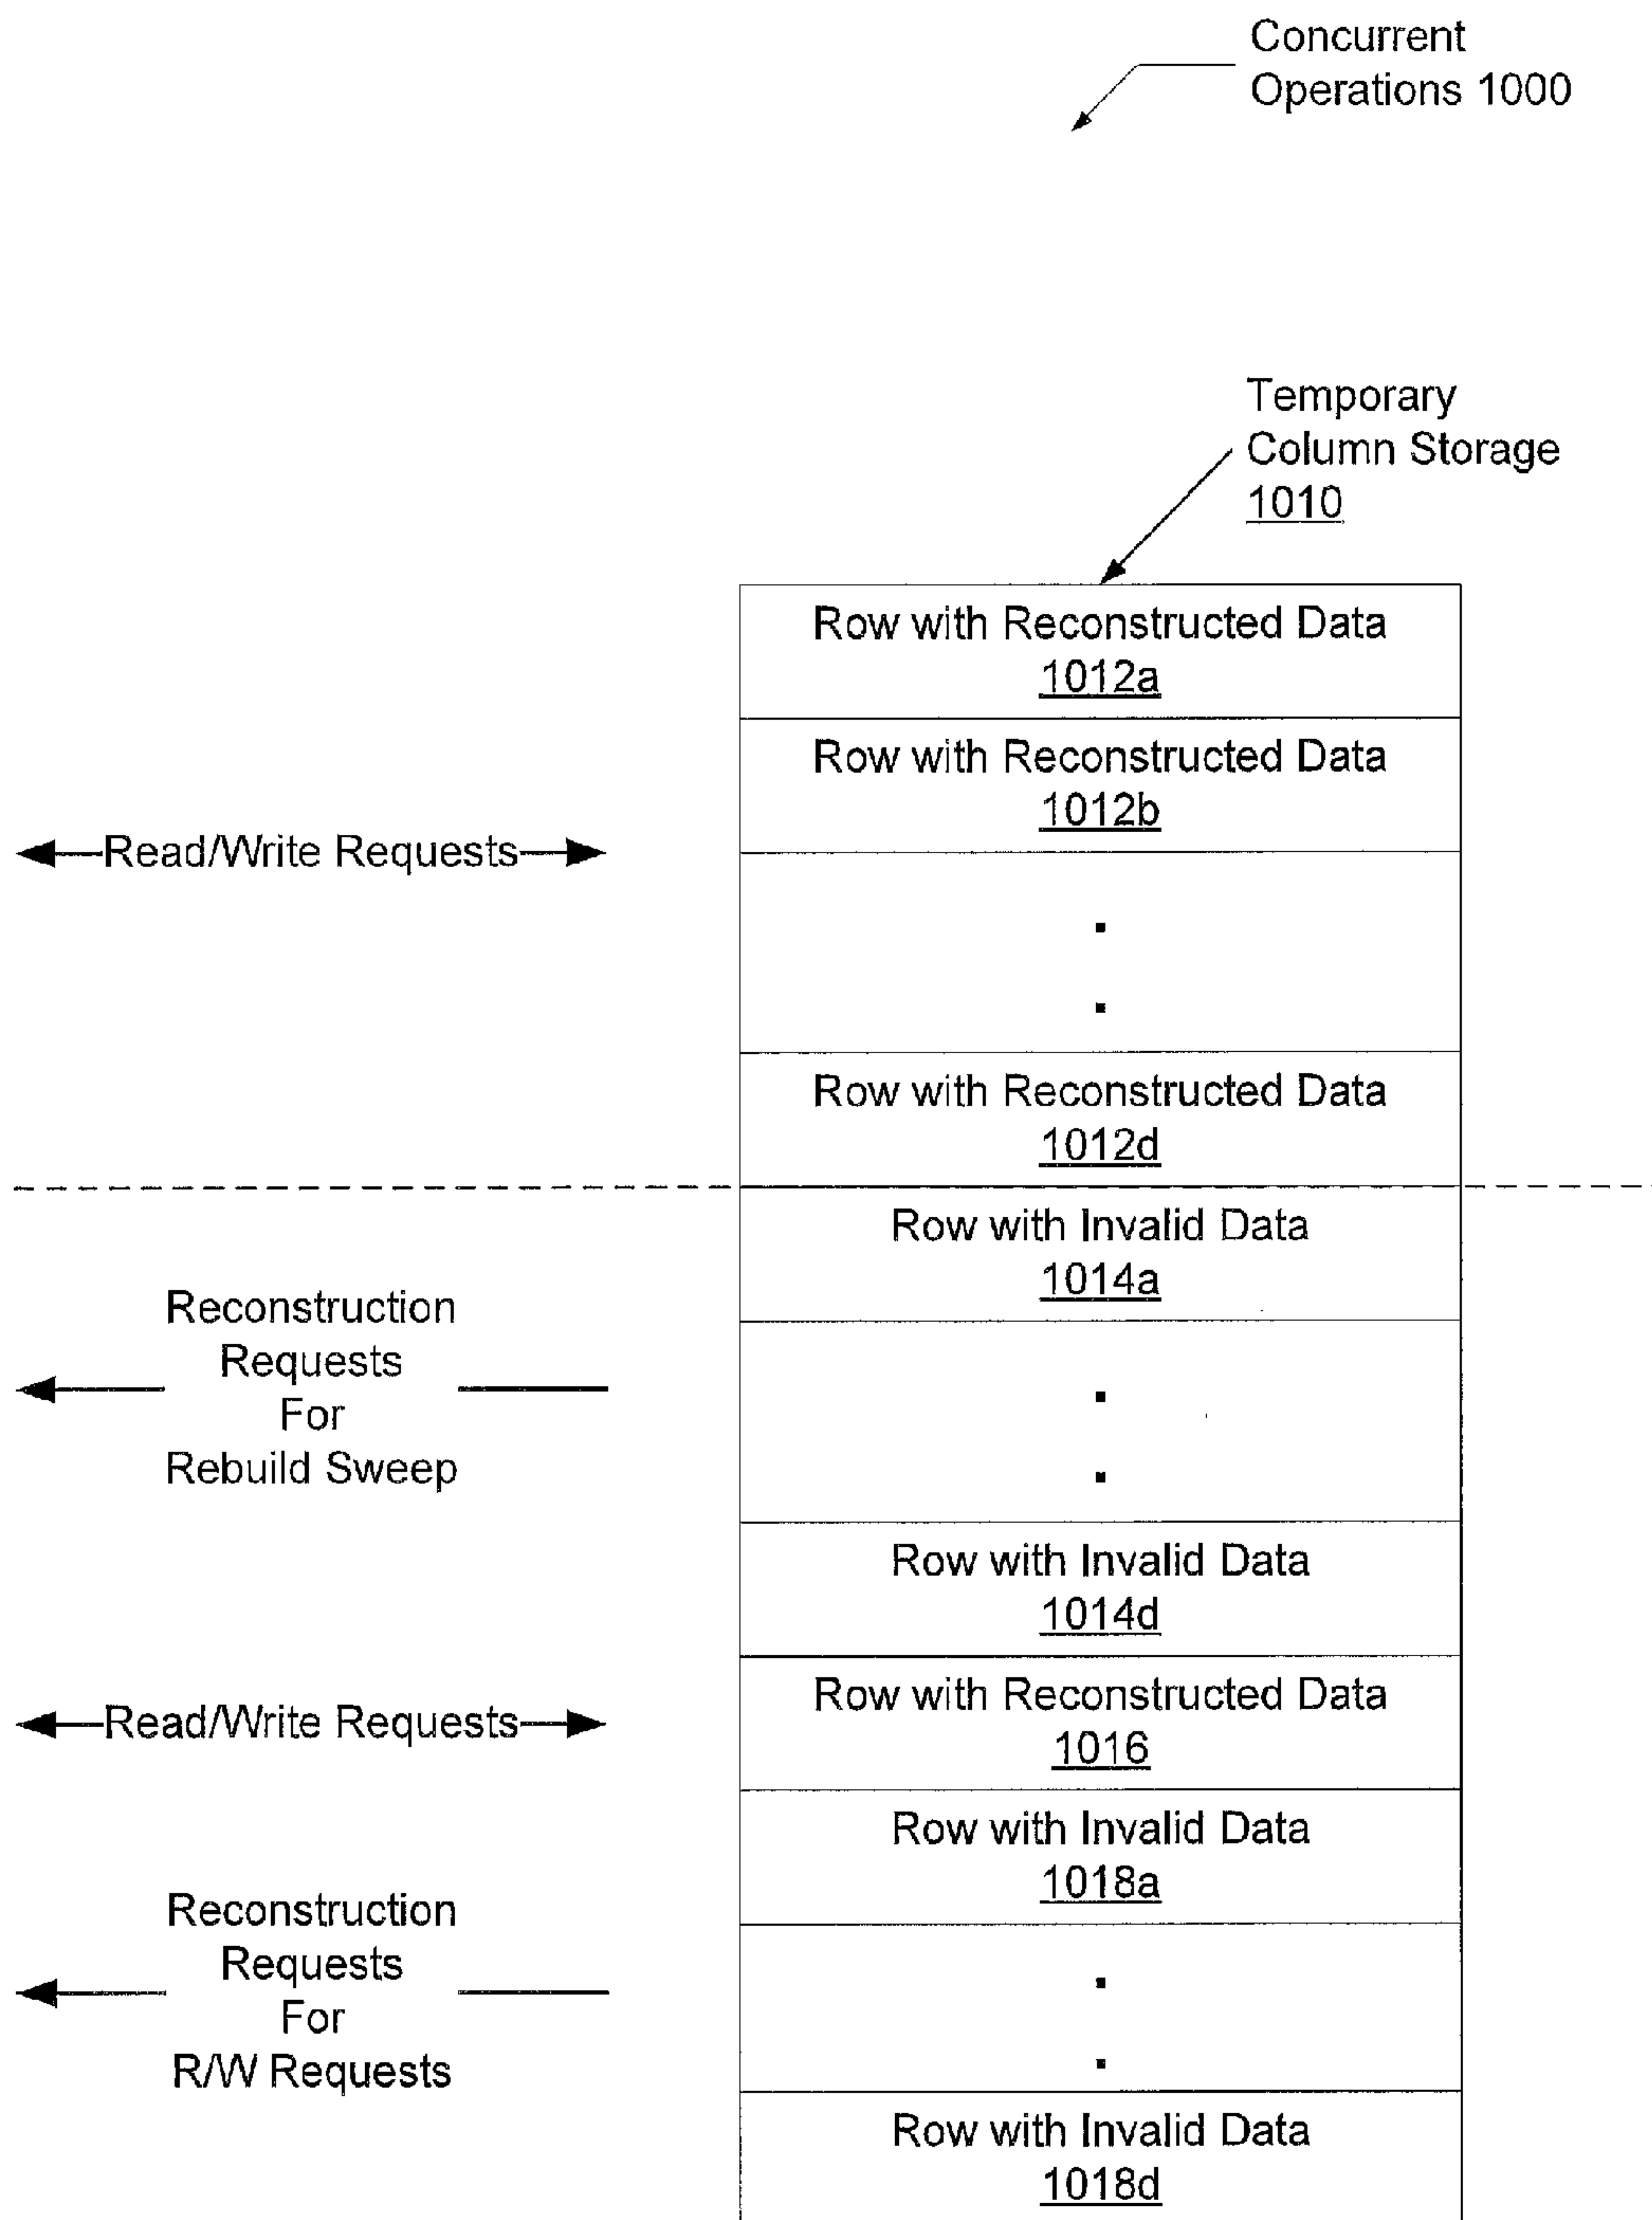 Concurrent
Operations 1000
Temporary
Column Storage
1010
Row with Reconstructed Data
1012a
Row with Reconstructed Data
1012b
Read/Write Requests
Row with Reconstructed Data
1012d
Row with Invalid Data
1014a
Reconstruction
Requests
For
Rebuild Sweep
Row with Invalid Data
1014d
Row with Reconstructed Data
1016
Read/Write Requests
Row with Invalid Data
1018a
Reconstruction
Requests
For
R/W Requests
Row with Invalid Data
1018d